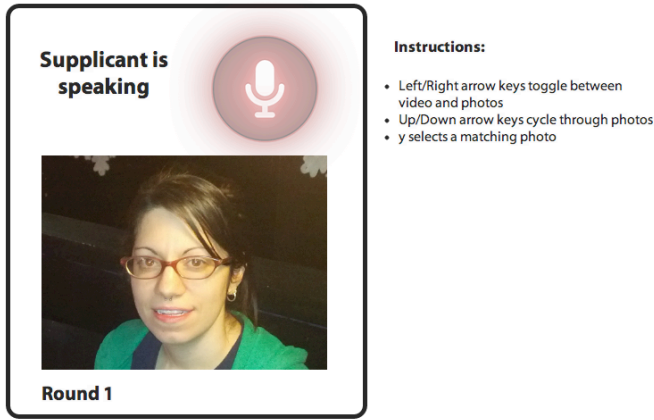 Supplicant is
speaking
Round 1
Instructions:
• Left/Right arrow keys toggle between
video and photos
• Up/Down arrow keys cycle through photos
• y selects a matching photo